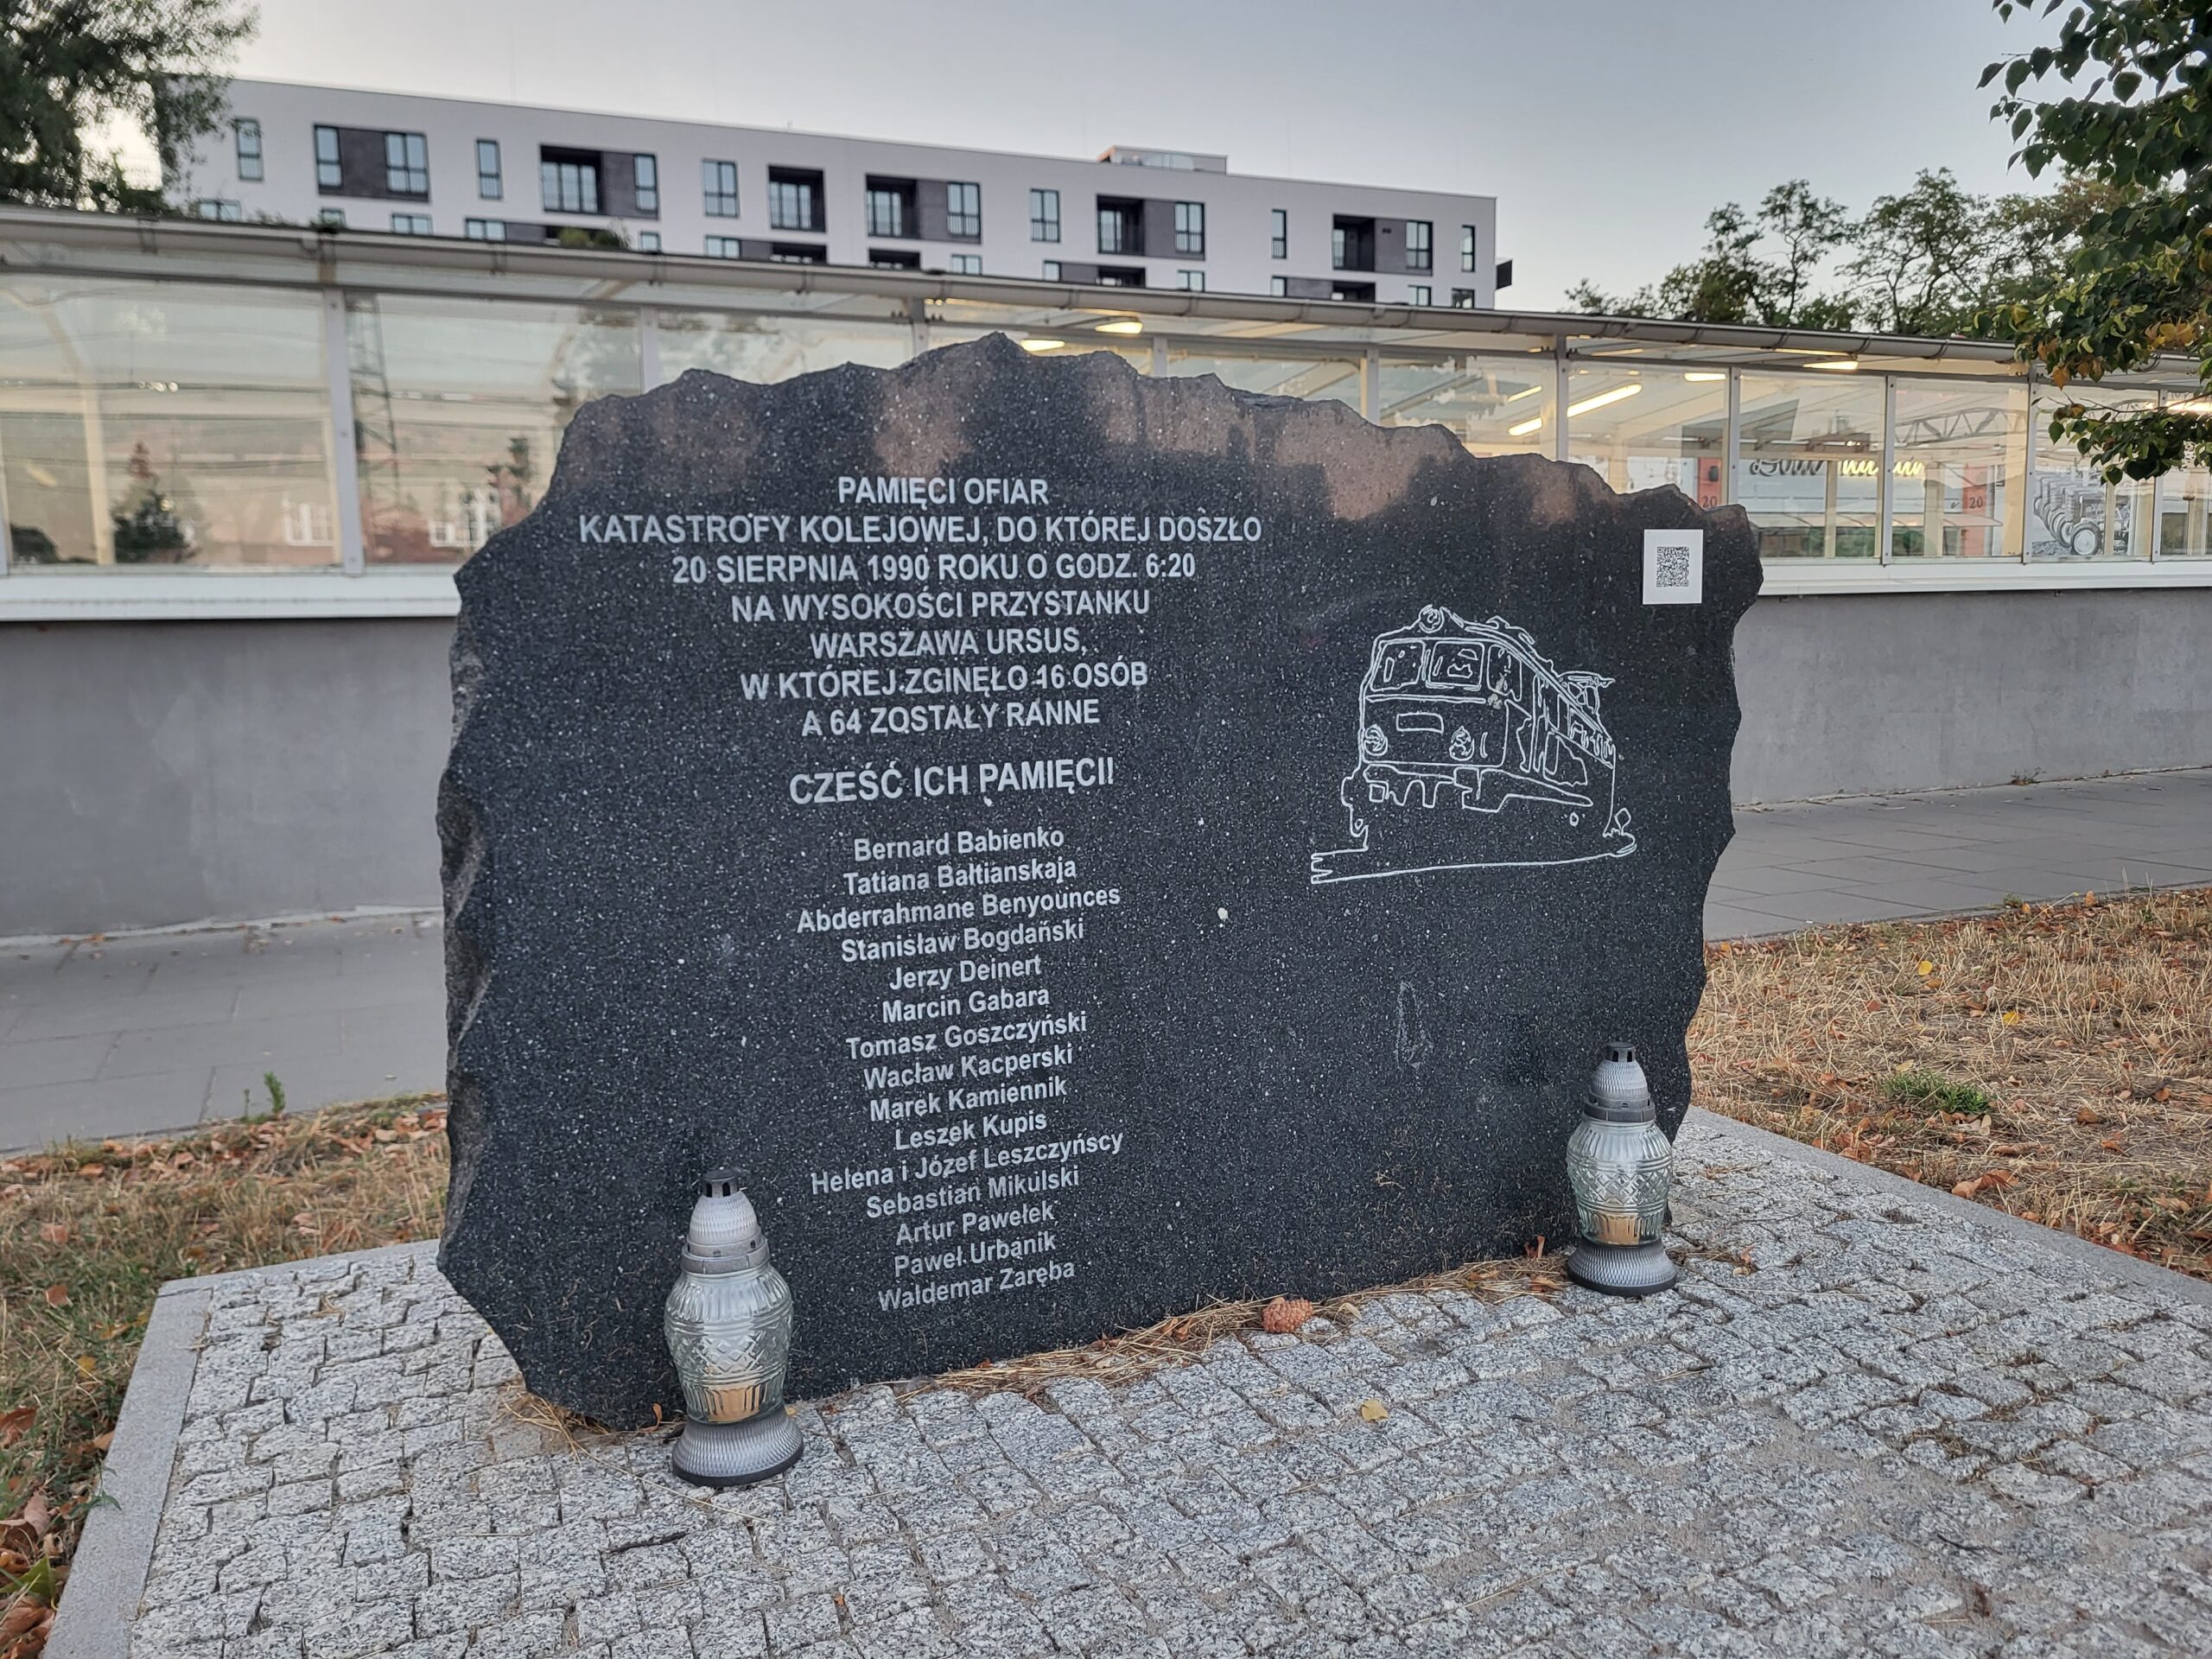 PAMIĘCI OFIAR
KATASTROFY KOLEJOWEJ, DO KTÓREJ DOSZŁO
20 SIERPNIA 1990 ROKU O GODZ. 6:20
NA WYSOKOŚCI PRZYSTANKU
WARSZAWA URSUS,
W KTÓREJ ZGINĘŁO 16 OSÓB
A 64 ZOSTAŁY RANNE
CZEŚĆ ICH PAMIĘCI!
Bernard Babienko
Tatiana Bałtianskaja
Abderrahmane Benyounces
Stanisław Bogdański
Jerzy Deinert
Marcin Gabara
Tomasz Goszczyński
Wacław Kacperski
Marek Kamiennik
Leszek Kupis
Helena i Józef Leszczyńscy
Sebastian Mikulski
Artur Pawełek
Paweł Urbanik
Waldemar Zaręba
20
20